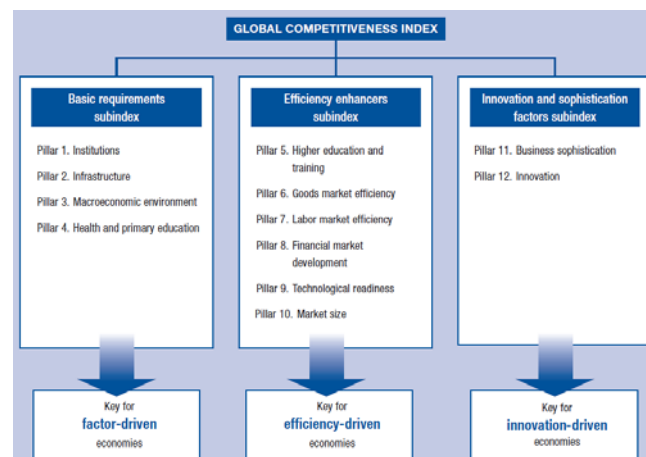 GLOBAL COMPETITIVENESS INDEX
Basic requirements
subindex
Pillar 1. Institutions
Pillar 2. Infrastructure
Pillar 3. Macroeconomic environment
Pillar 4. Health and primary education
Key for
factor-driven
economies
Efficiency enhancers
subindex
Pillar 5. Higher education and
training
Pillar 6. Goods market efficiency
Pillar 7. Labor market efficiency
Pillar 8. Financial market
development
Pillar 9. Technological readiness
Pillar 10. Market size
Key for
efficiency-driven
economies
Innovation and sophistication
factors subindex
Pillar 11. Business sophistication
Pillar 12. Innovation
Key for
innovation-driven
economies